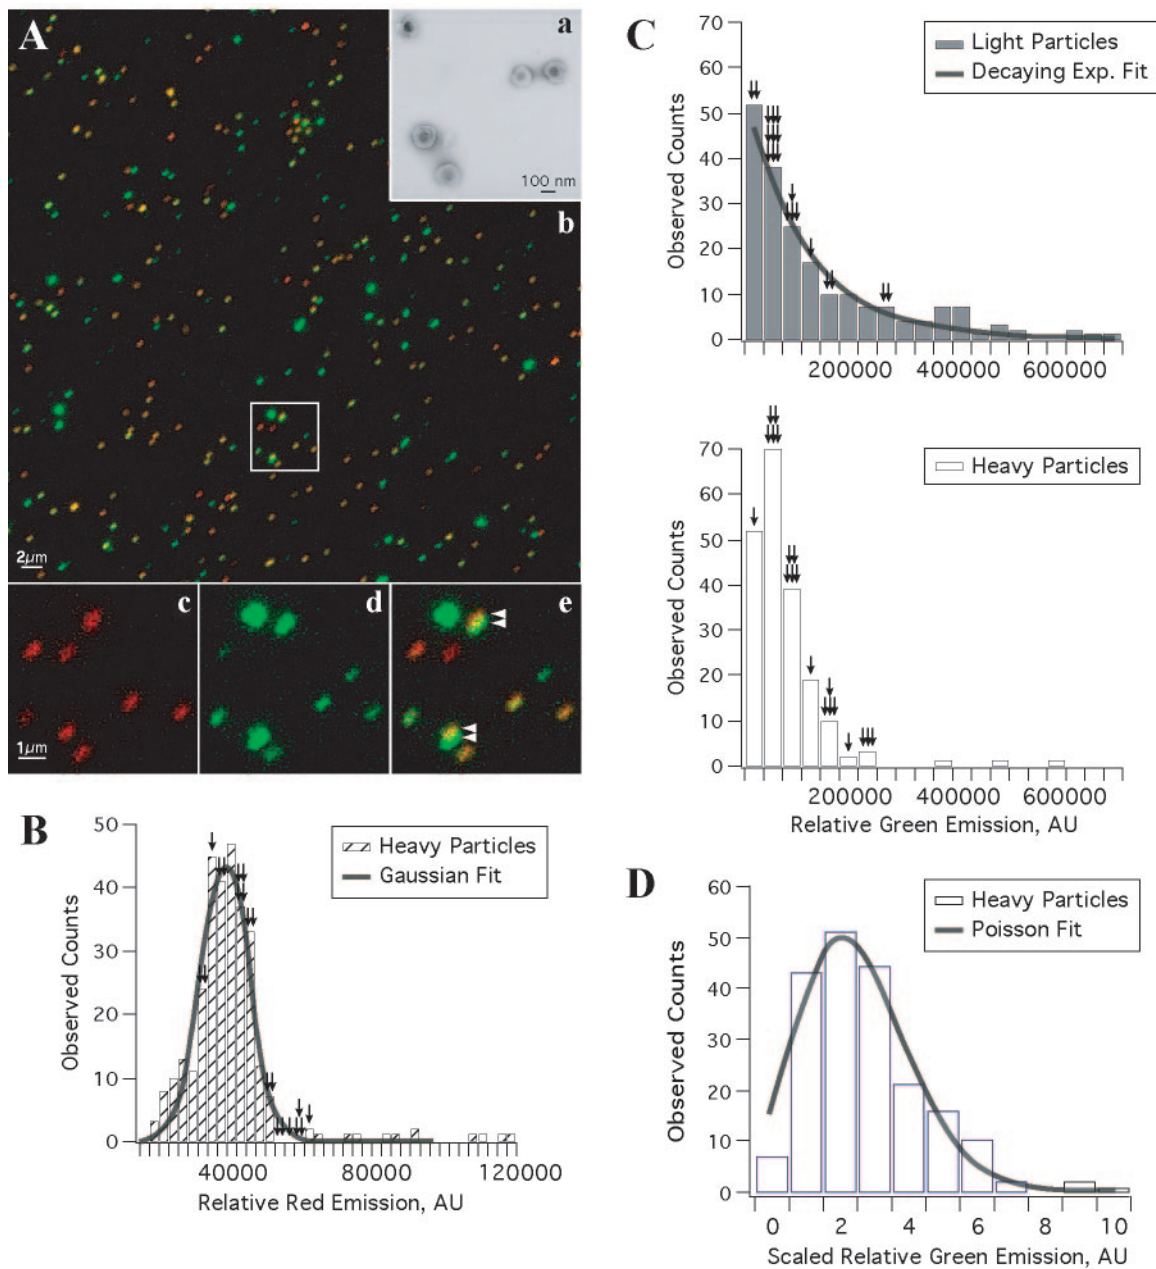 A
a
100 nm
b
2µm
c
d
e
1µm
B
50
40
30
20
10
0
Observed Counts
Heavy Particles
Gaussian Fit
40000
80000
120000
Relative Red Emission, AU
C
70
60
50
40
30
20
10
0
Observed Counts
Light Particles
Decaying Exp. Fit
200000
400000
600000
70
60
50
40
30
20
10
0
Observed Counts
Heavy Particles
200000
400000
600000
Relative Green Emission, AU
D
60
50
40
30
20
10
0
Observed Counts
Heavy Particles
Poisson Fit
0
2
4
6
8
10
Scaled Relative Green Emission, AU